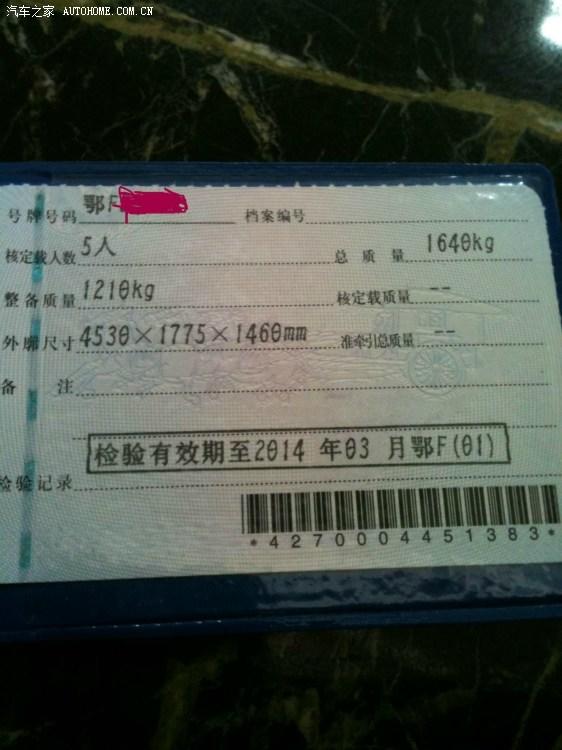 汽车之家 AUTOHOME.COM.CN
号牌号码 鄂F 档案编号
核定载人数 5人 总质量 1640kg
整备质量 1210kg 核定载质量 --
外廓尺寸 4530×1775×1460mm 准牵引总质量 --
备注
检验有效期至2014 年03 月鄂F(01)
检验记录
*4270004451383*